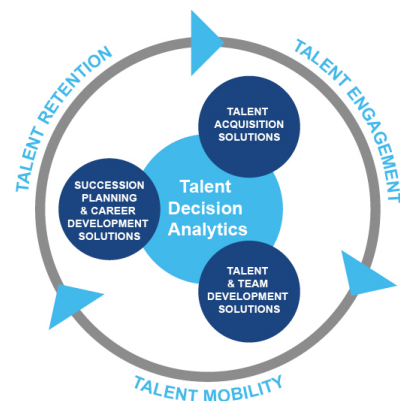 TALENT RETENTION
TALENT ENGAGEMENT
TALENT
ACQUISITION
SOLUTIONS
SUCCESSION
PLANNING
& CAREER
DEVELOPMENT
SOLUTIONS
Talent
Decision
Analytics
TALENT
& TEAM
DEVELOPMENT
SOLUTIONS
TALENT MOBILITY